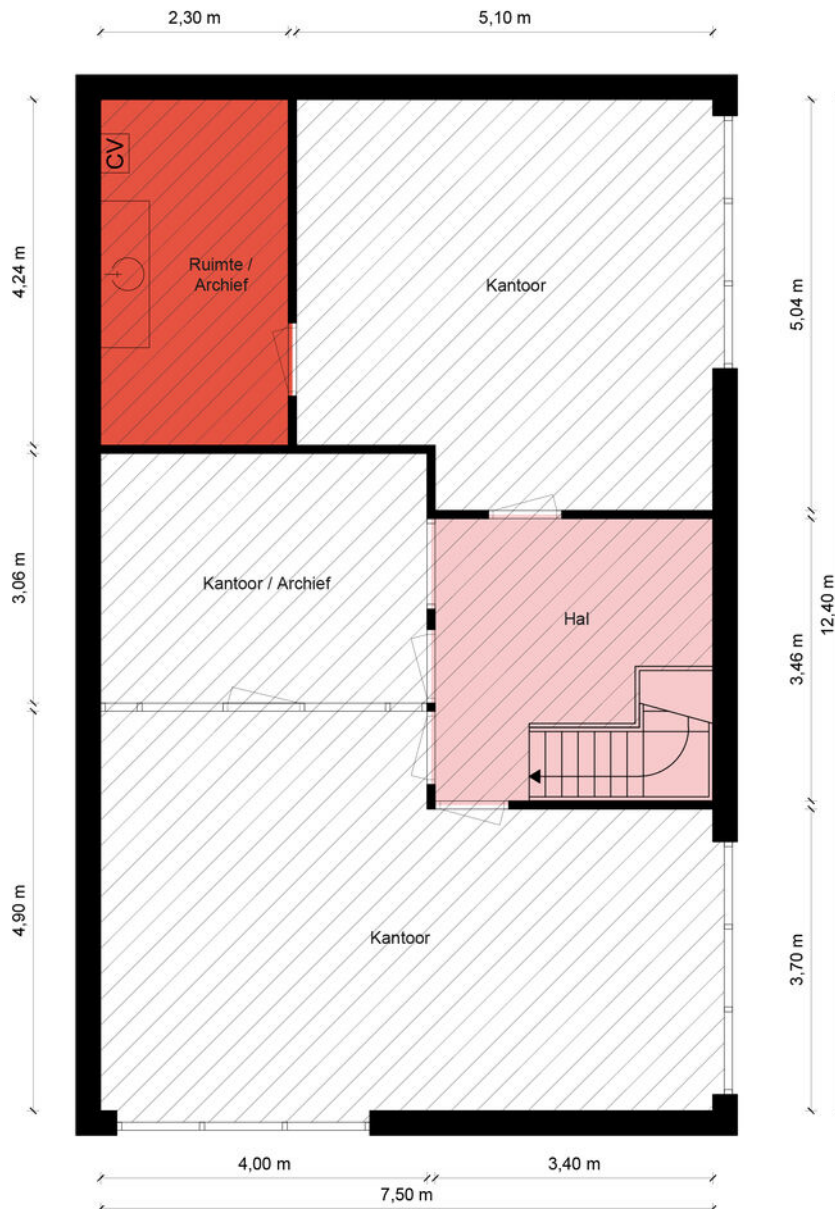 2,30 m
5,10 m
CV
Ruimte /
Archief
Kantoor
4,24 m
5,04 m
Kantoor / Archief
Hal
3,06 m
3,46 m
12,40 m
Kantoor
4,90 m
3,70 m
4,00 m
3,40 m
7,50 m